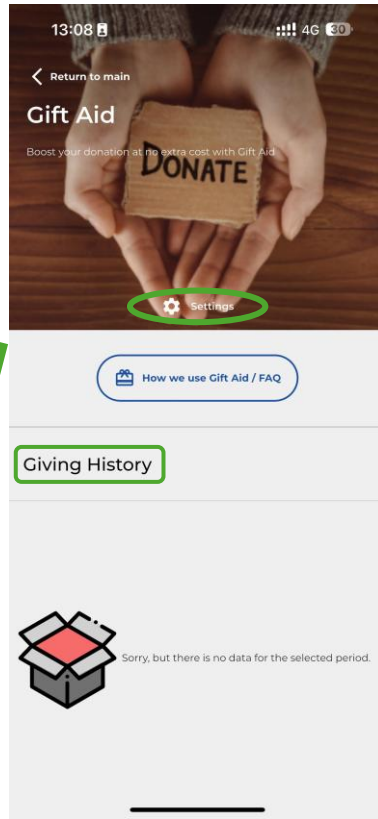 13:08 4G 30
Return to main
Gift Aid
Boost your donation at no extra cost with Gift Aid
DONATE
Settings
How we use Gift Aid / FAQ
Giving History
Sorry, but there is no data for the selected period.